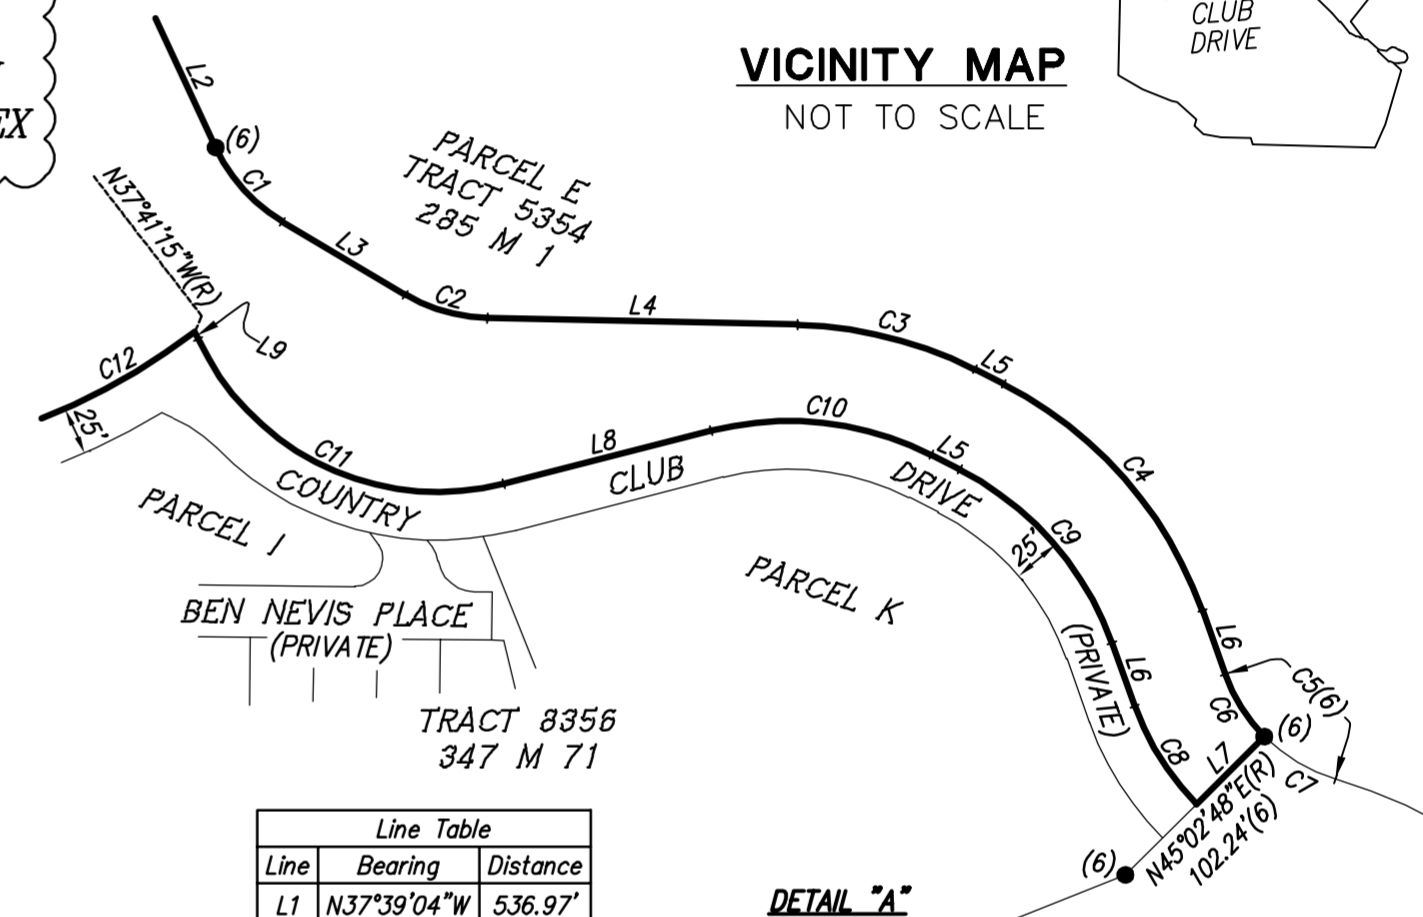 EX
VICINITY MAP
NOT TO SCALE
CLUB
DRIVE
L2
(6)
C1
PARCEL E
TRACT 5354
285 M 1
N37°41'15"W(R)
L3
C2
L4
C3
L5
L9
C12
25'
C11
L8
C10
L5
C4
COUNTRY
CLUB
DRIVE
(PRIVATE)
25'
C9
PARCEL J
PARCEL K
BEN NEVIS PLACE
(PRIVATE)
L6
L6
C5(6)
C6
(6)
C8
L7
C7
N45°02'48"E(R)
102.24'(6)
(6)
TRACT 8356
347 M 71
Line Table
Line Bearing Distance
L1 N37°39'04"W 536.97'
DETAIL "A"